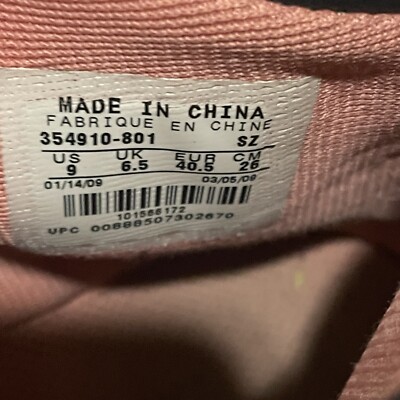 MADE IN CHINA
FABRIQUE EN CHINE
354910-801 SZ
US UK EUR CM
9 6.5 40.5 26
01/14/09 03/05/09
101566172
UPC 00888507302670